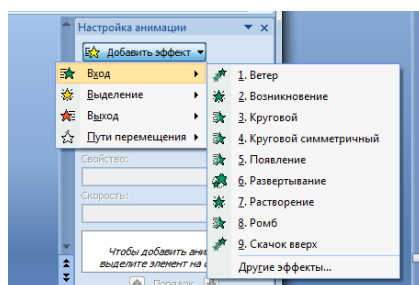 Настройка анимации
Добавить эффект
Вход
Выделение
Выход
Пути перемещения
1. Ветер
2. Возникновение
3. Круговой
4. Круговой симметричный
5. Появление
6. Развертывание
7. Растворение
8. Ромб
9. Скачок вверх
Другие эффекты...
Свойство:
Скорость:
Чтобы добавить ани
выделите элемент на с
Порядок